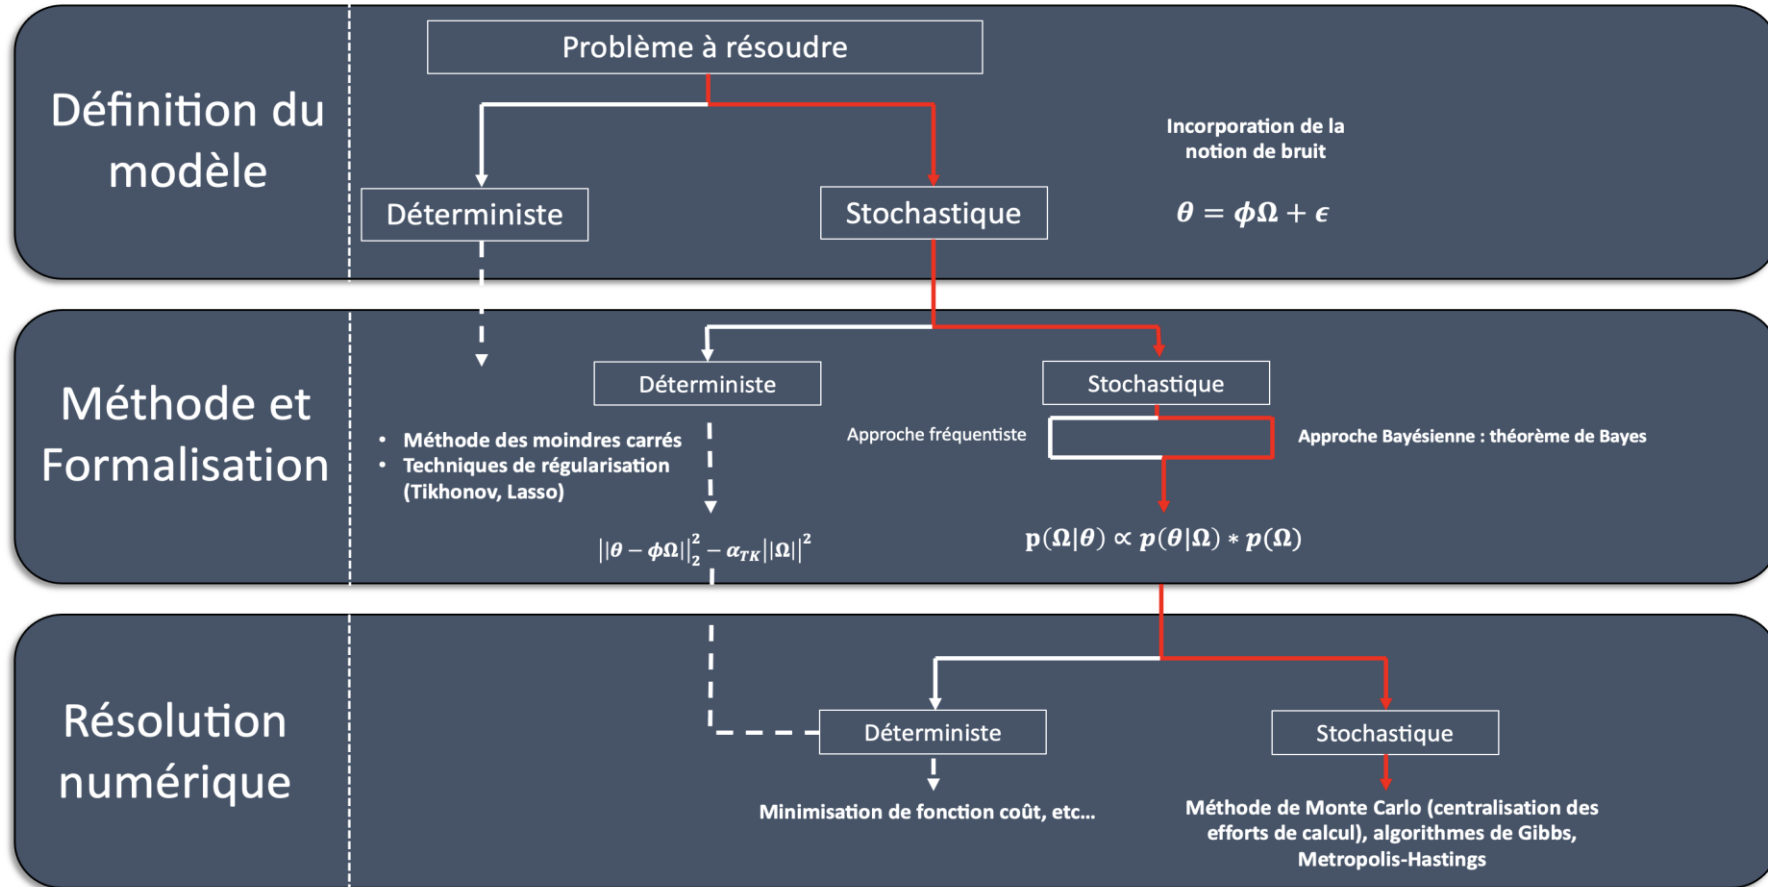 Problème à résoudre
Définition du
modèle
Déterministe
Stochastique
Incorporation de la
notion de bruit
θ = ϕΩ + ϵ
Méthode et
Formalisation
Déterministe
Stochastique
• Méthode des moindres carrés
• Techniques de régularisation
(Tikhonov, Lasso)
Approche fréquentiste
Approche Bayésienne : théorème de Bayes
||θ − ϕΩ||₂² − α_TK||Ω||²
p(Ω|θ) ∝ p(θ|Ω) * p(Ω)
Résolution
numérique
Déterministe
Stochastique
Minimisation de fonction coût, etc...
Méthode de Monte Carlo (centralisation des
efforts de calcul), algorithmes de Gibbs,
Metropolis-Hastings